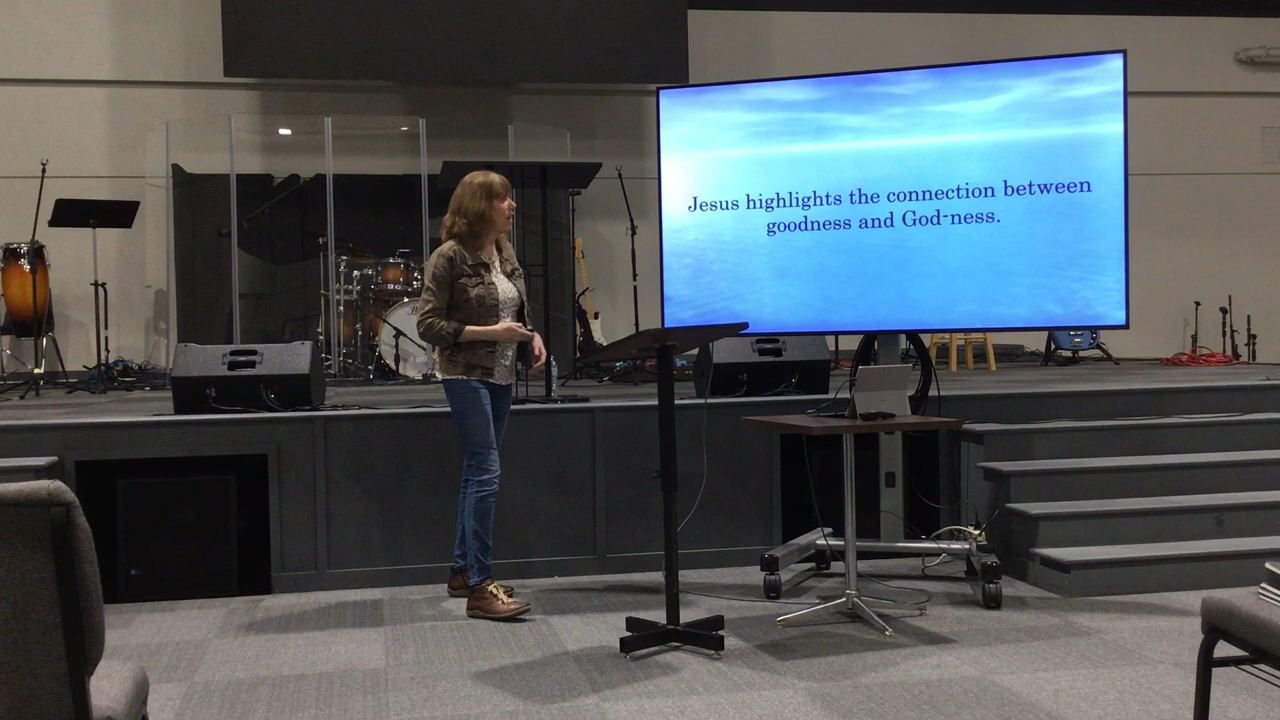 Jesus highlights the connection between
goodness and God-ness.